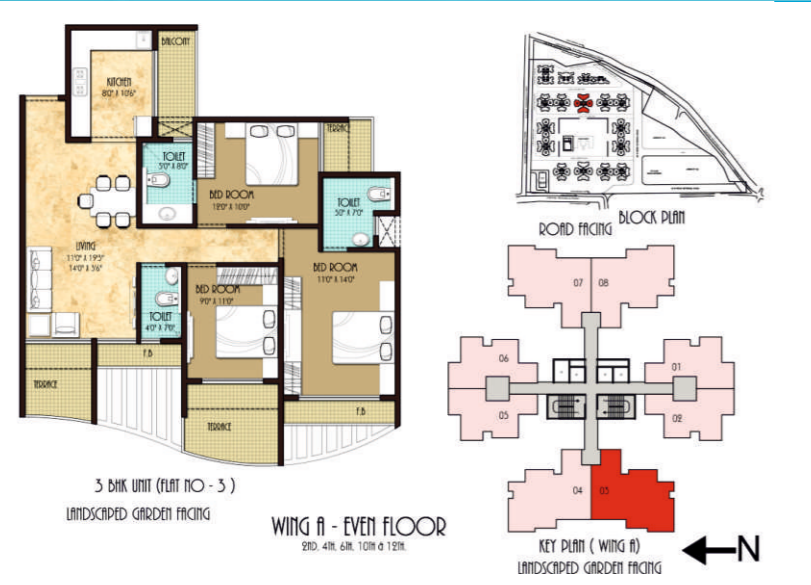 BALCONY
KITCHEN
8'0" X 10'6"
TOILET
5'0" X 8'0"
TERRACE
BED ROOM
12'0" X 10'0"
TOILET
5'0" X 7'0"
LIVING
11'0" X 19'5"
14'0" X 5'6"
BED ROOM
11'0" X 14'0"
BED ROOM
9'0" X 11'0"
TOILET
4'0" X 7'0"
F.B
TERRACE
TERRACE
F.B
3 BHK UNIT (FLAT NO - 3 )
LANDSCAPED GARDEN FACING
WING A - EVEN FLOOR
2ND, 4TH, 6TH, 10TH & 12TH.
BLOCK PLAN
ROAD FACING
07 08
06
01
05
02
04 03
KEY PLAN ( WING A)
LANDSCAPED GARDEN FACING
N